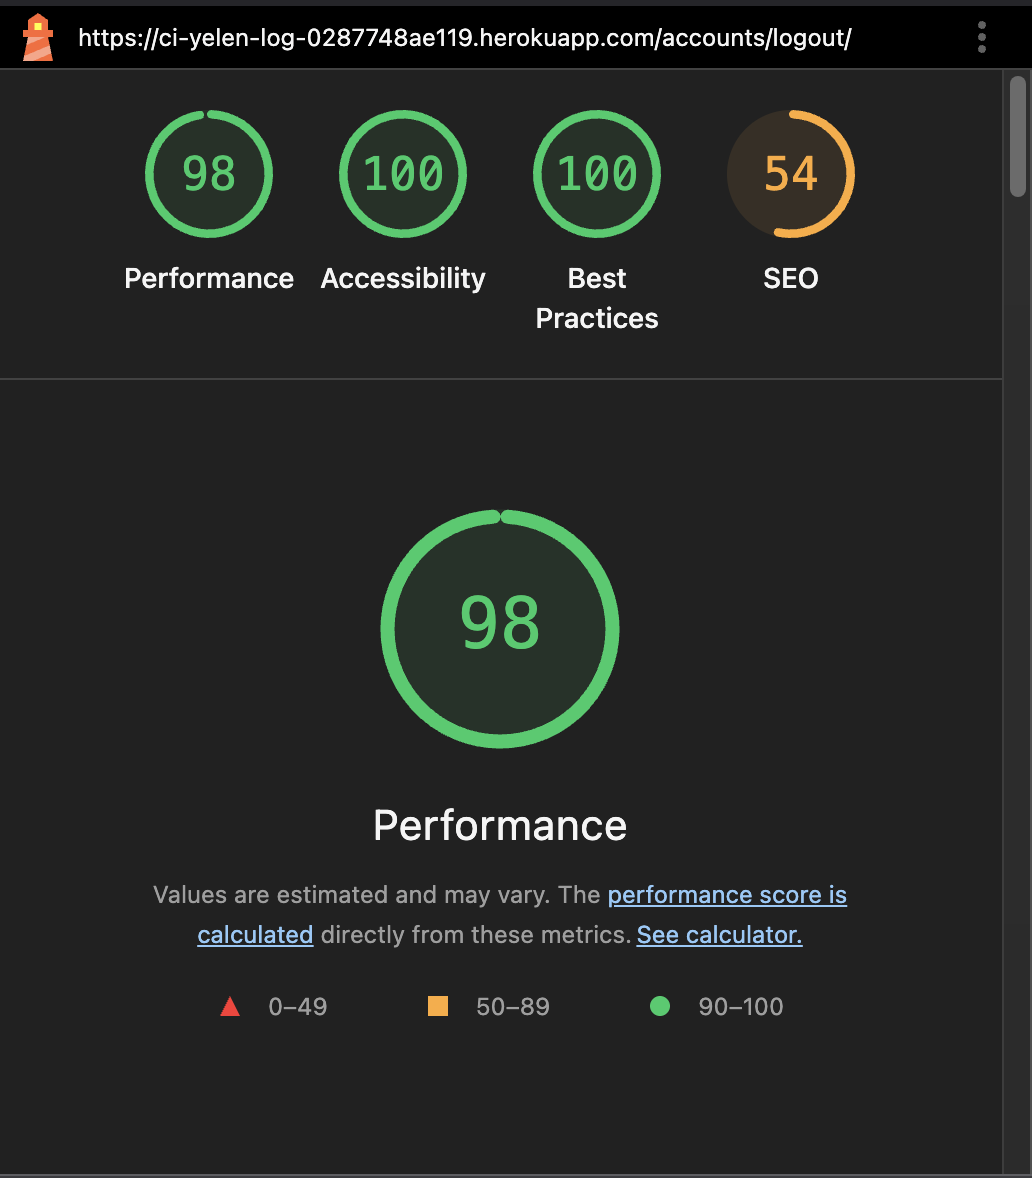 https://ci-yelen-log-0287748ae119.herokuapp.com/accounts/logout/
98 100 100 54
Performance Accessibility Best Practices SEO
98
Performance
Values are estimated and may vary. The performance score is
calculated directly from these metrics. See calculator.
0–49 50–89 90–100